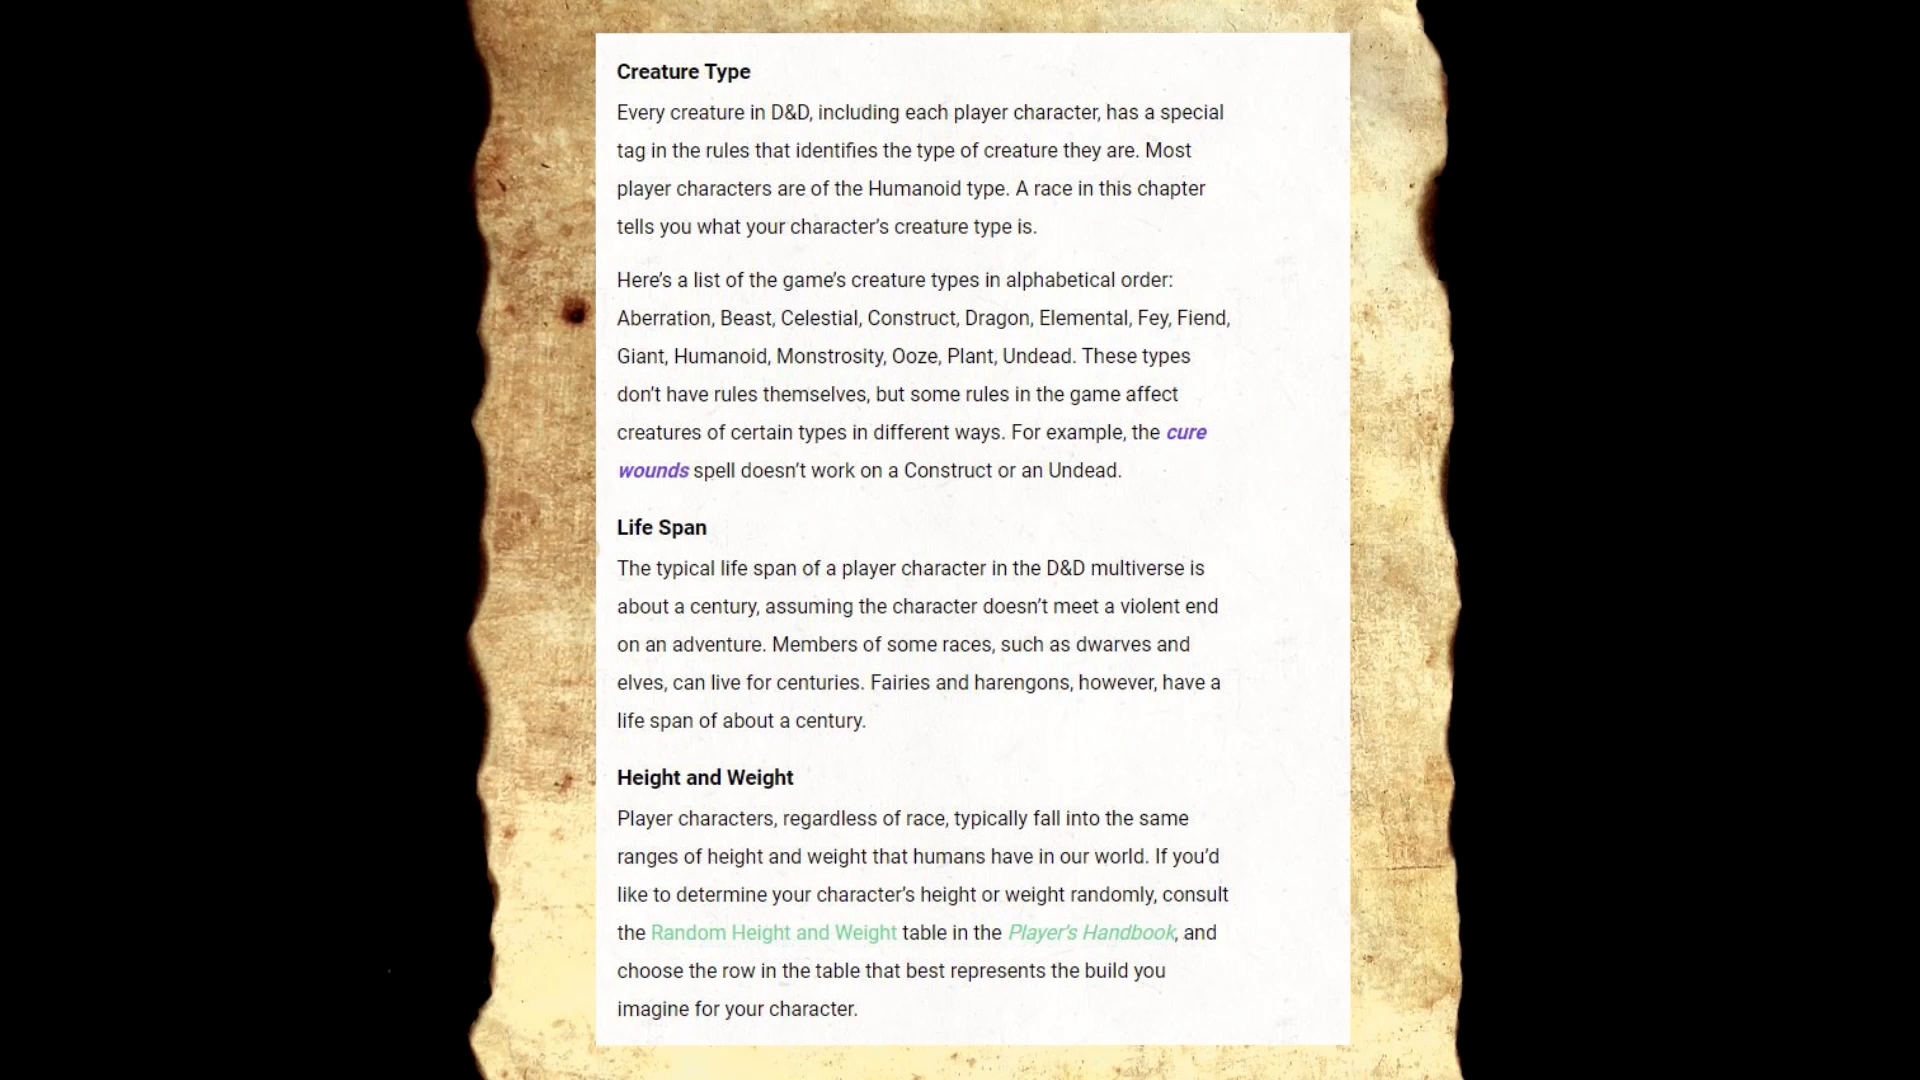 Creature Type
Every creature in D&D, including each player character, has a special
tag in the rules that identifies the type of creature they are. Most
player characters are of the Humanoid type. A race in this chapter
tells you what your character’s creature type is.
Here’s a list of the game’s creature types in alphabetical order:
Aberration, Beast, Celestial, Construct, Dragon, Elemental, Fey, Fiend,
Giant, Humanoid, Monstrosity, Ooze, Plant, Undead. These types
don’t have rules themselves, but some rules in the game affect
creatures of certain types in different ways. For example, the cure
wounds spell doesn’t work on a Construct or an Undead.
Life Span
The typical life span of a player character in the D&D multiverse is
about a century, assuming the character doesn’t meet a violent end
on an adventure. Members of some races, such as dwarves and
elves, can live for centuries. Fairies and harengons, however, have a
life span of about a century.
Height and Weight
Player characters, regardless of race, typically fall into the same
ranges of height and weight that humans have in our world. If you’d
like to determine your character’s height or weight randomly, consult
the Random Height and Weight table in the Player’s Handbook, and
choose the row in the table that best represents the build you
imagine for your character.